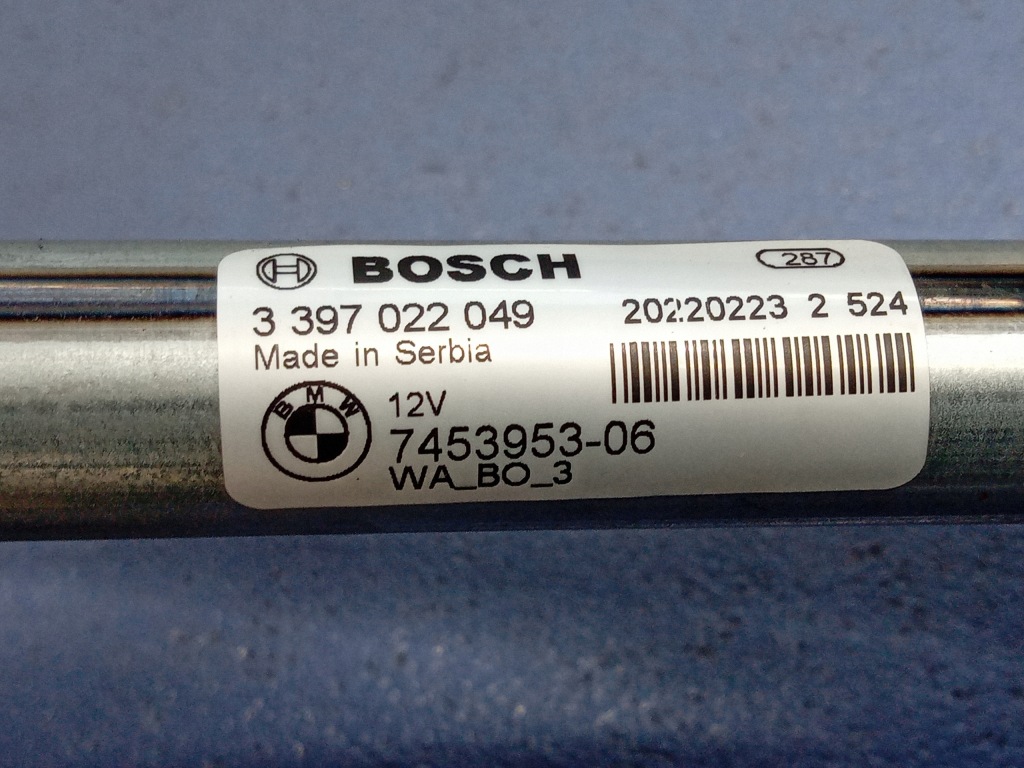 BOSCH
287
3 397 022 049
20220223 2 524
Made in Serbia
BMW
12V
7453953-06
WA_BO_3